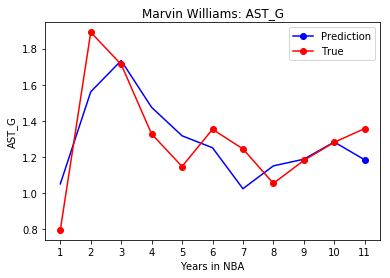 Marvin Williams: AST_G
Prediction
True
AST_G
1.8
1.6
1.4
1.2
1.0
0.8
1 2 3 4 5 6 7 8 9 10 11
Years in NBA